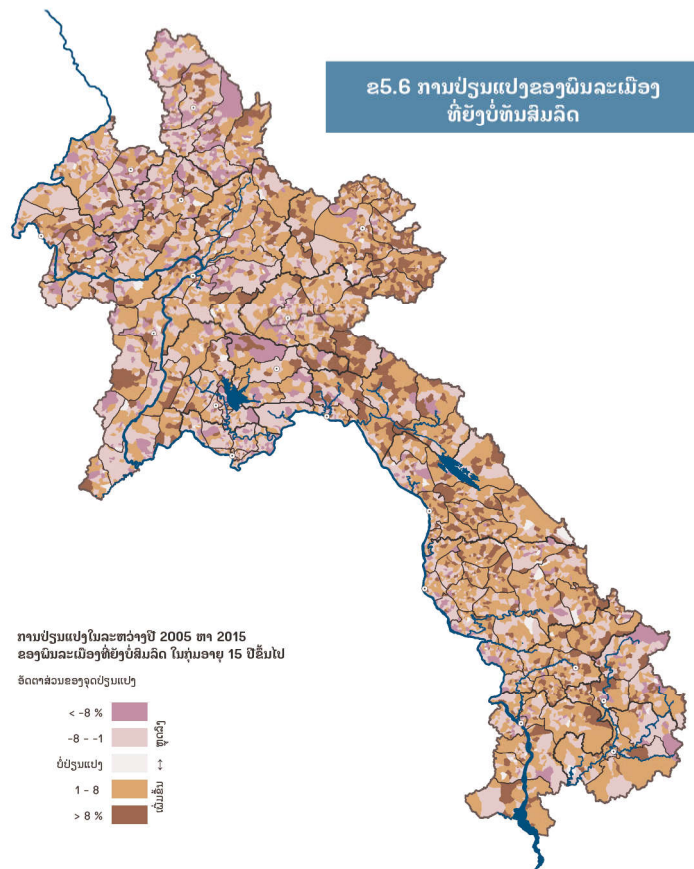 ຂ5.6 ການປ່ຽນແປງຂອງພົນລະເມືອງ
ທີ່ຍັງບໍ່ທັນສົມລົດ
ການປ່ຽນແປງໃນລະຫວ່າງປີ 2005 ຫາ 2015
ຂອງພົນລະເມືອງທີ່ຍັງບໍ່ສົມລົດ ໃນກຸ່ມອາຍຸ 15 ປີຂຶ້ນໄປ
ອັດຕາສ່ວນຂອງຈຸດປ່ຽນແປງ
< -8 %
-8 - -1
ບໍ່ປ່ຽນແປງ
1 - 8
> 8 %
ຫຼຸດລົງ
↔
ເພີ່ມຂຶ້ນ